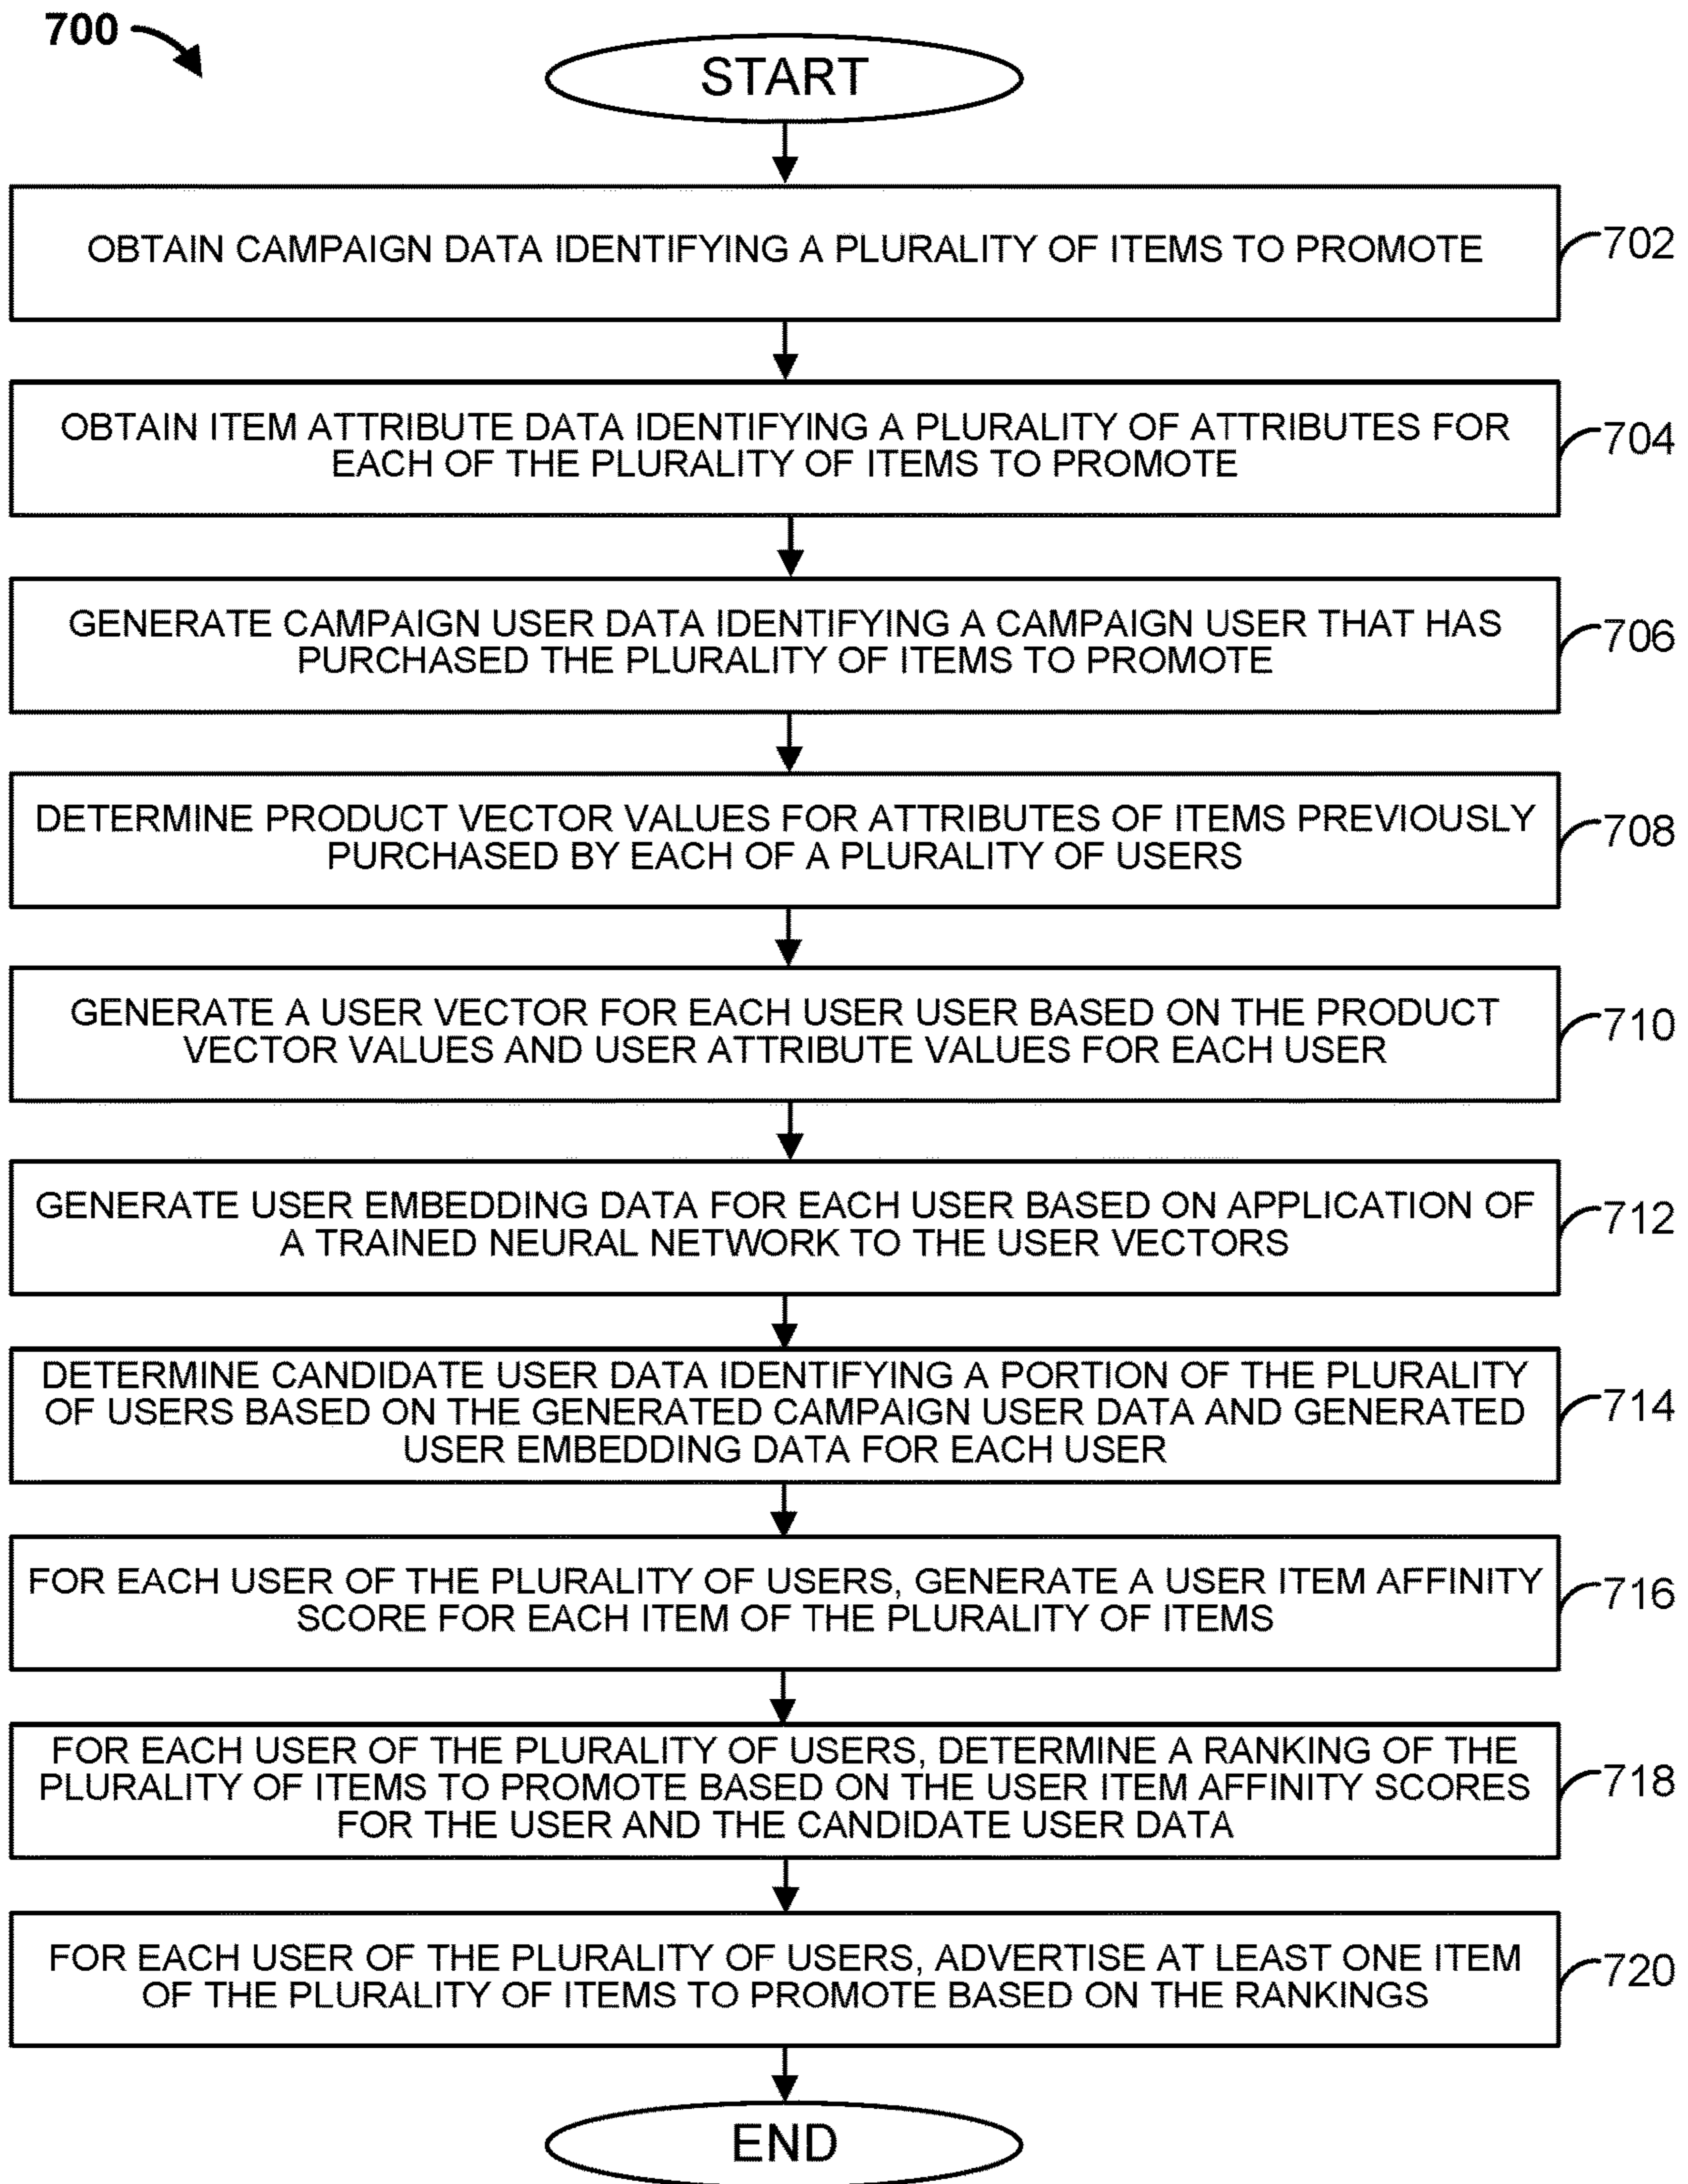 700
START
OBTAIN CAMPAIGN DATA IDENTIFYING A PLURALITY OF ITEMS TO PROMOTE
702
OBTAIN ITEM ATTRIBUTE DATA IDENTIFYING A PLURALITY OF ATTRIBUTES FOR
EACH OF THE PLURALITY OF ITEMS TO PROMOTE
704
GENERATE CAMPAIGN USER DATA IDENTIFYING A CAMPAIGN USER THAT HAS
PURCHASED THE PLURALITY OF ITEMS TO PROMOTE
706
DETERMINE PRODUCT VECTOR VALUES FOR ATTRIBUTES OF ITEMS PREVIOUSLY
PURCHASED BY EACH OF A PLURALITY OF USERS
708
GENERATE A USER VECTOR FOR EACH USER USER BASED ON THE PRODUCT
VECTOR VALUES AND USER ATTRIBUTE VALUES FOR EACH USER
710
GENERATE USER EMBEDDING DATA FOR EACH USER BASED ON APPLICATION OF
A TRAINED NEURAL NETWORK TO THE USER VECTORS
712
DETERMINE CANDIDATE USER DATA IDENTIFYING A PORTION OF THE PLURALITY
OF USERS BASED ON THE GENERATED CAMPAIGN USER DATA AND GENERATED
USER EMBEDDING DATA FOR EACH USER
714
FOR EACH USER OF THE PLURALITY OF USERS, GENERATE A USER ITEM AFFINITY
SCORE FOR EACH ITEM OF THE PLURALITY OF ITEMS
716
FOR EACH USER OF THE PLURALITY OF USERS, DETERMINE A RANKING OF THE
PLURALITY OF ITEMS TO PROMOTE BASED ON THE USER ITEM AFFINITY SCORES
FOR THE USER AND THE CANDIDATE USER DATA
718
FOR EACH USER OF THE PLURALITY OF USERS, ADVERTISE AT LEAST ONE ITEM
OF THE PLURALITY OF ITEMS TO PROMOTE BASED ON THE RANKINGS
720
END